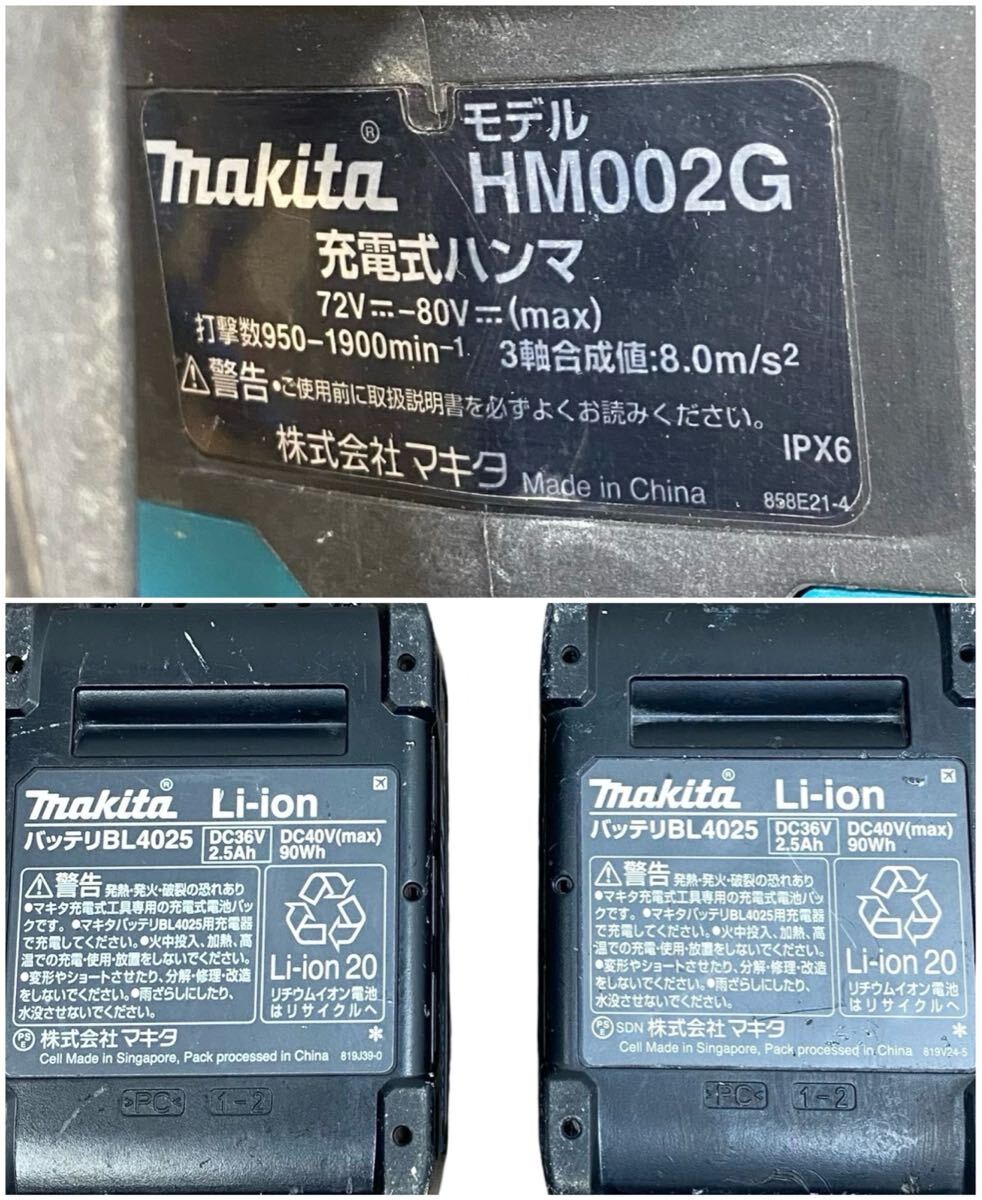 モデル
makita® HM002G
充電式ハンマ
72V⎓-80V⎓(max)
打撃数950-1900min-1 3軸合成値:8.0m/s2
⚠警告 •ご使用前に取扱説明書を必ずよくお読みください。
IPX6
株式会社マキタ Made in China 858E21-4
makita® Li-ion
バッテリBL4025 DC36V 2.5Ah DC40V(max) 90Wh
⚠警告 発熱・発火・破裂の恐れあり
•マキタ充電式工具専用の充電式電池パッ
クです。•マキタバッテリBL4025用充電器
で充電してください。•火中投入、加熱、高
温での充電・使用・放置をしないでください。
•変形やショートさせたり、分解・修理・改造
をしないでください。•雨ざらしにしたり、
水没させないでください。
Li-ion 20
リチウムイオン電池
はリサイクルへ
PSE 株式会社マキタ *
Cell Made in Singapore, Pack processed in China 819J39-0
>PC< 1-2
makita® Li-ion
バッテリBL4025 DC36V 2.5Ah DC40V(max) 90Wh
⚠警告 発熱・発火・破裂の恐れあり
•マキタ充電式工具専用の充電式電池パッ
クです。•マキタバッテリBL4025用充電器
で充電してください。•火中投入、加熱、高
温での充電・使用・放置をしないでください。
•変形やショートさせたり、分解・修理・改造
をしないでください。•雨ざらしにしたり、
水没させないでください。
Li-ion 20
リチウムイオン電池
はリサイクルへ
PSE SDN 株式会社マキタ *
Cell Made in Singapore, Pack processed in China 819V24-5
>PC< 1-2